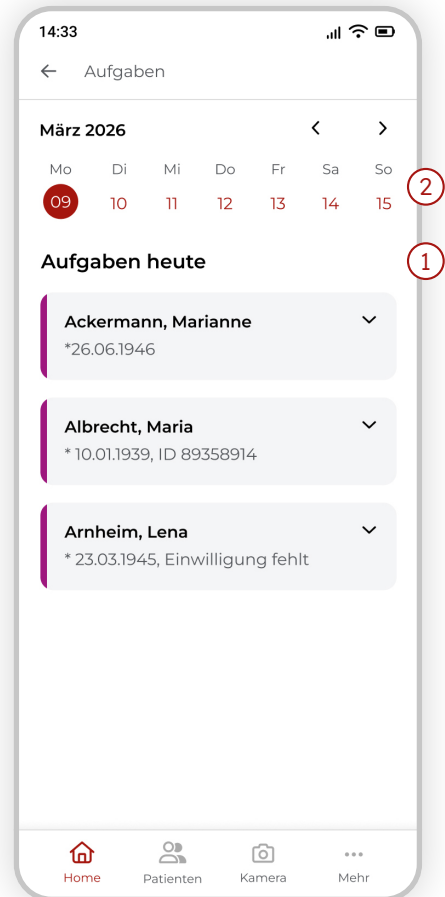 14:33
Aufgaben
März 2026
Mo Di Mi Do Fr Sa So
09 10 11 12 13 14 15
2
Aufgaben heute
1
Ackermann, Marianne
*26.06.1946
Albrecht, Maria
* 10.01.1939, ID 89358914
Arnheim, Lena
* 23.03.1945, Einwilligung fehlt
Home Patienten Kamera Mehr